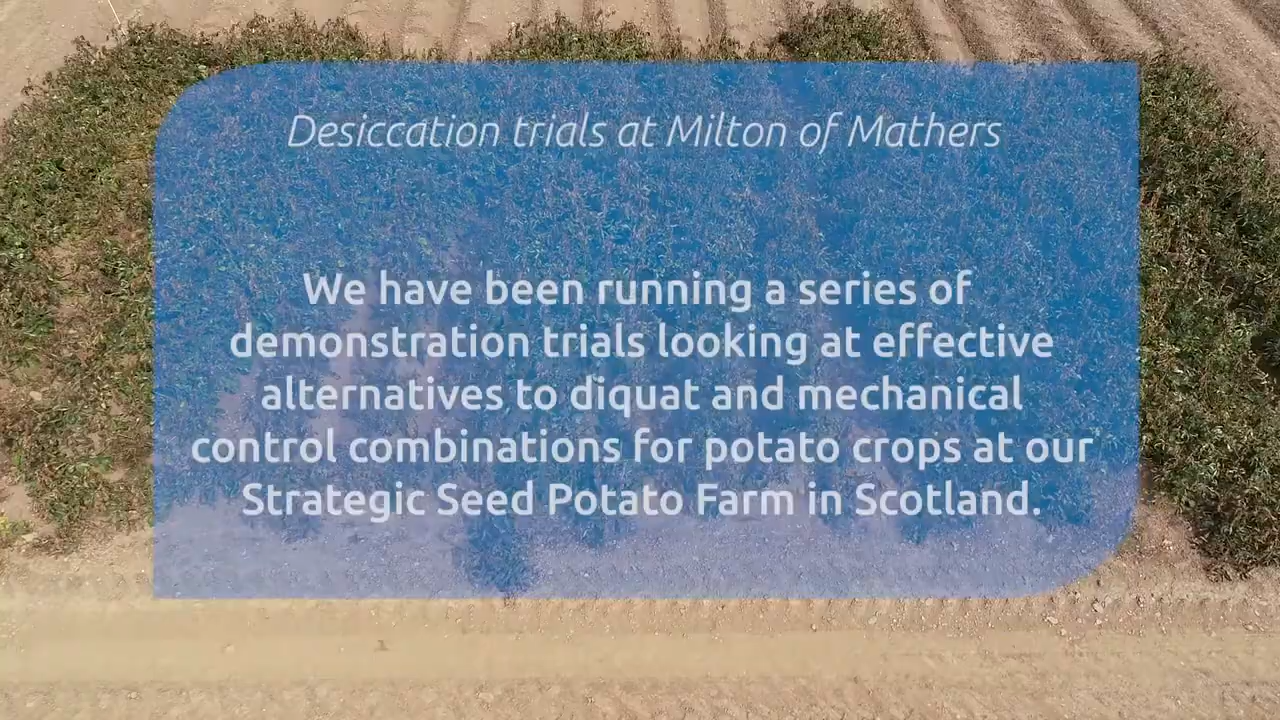 Desiccation trials at Milton of Mathers
We have been running a series of
demonstration trials looking at effective
alternatives to diquat and mechanical
control combinations for potato crops at our
Strategic Seed Potato Farm in Scotland.